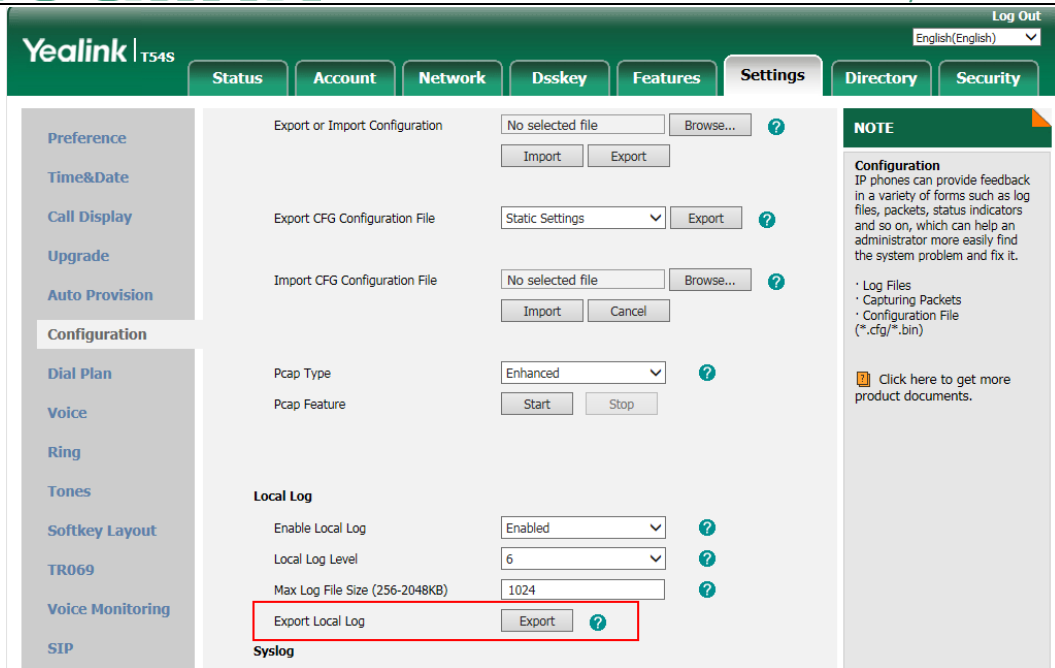 Log Out
English(English)
Yealink | T54S
Status Account Network Dsskey Features Settings Directory Security
Preference
Time&Date
Call Display
Upgrade
Auto Provision
Configuration
Dial Plan
Voice
Ring
Tones
Softkey Layout
TR069
Voice Monitoring
SIP
Export or Import Configuration No selected file Browse... ?
Import Export
Export CFG Configuration File Static Settings Export ?
Import CFG Configuration File No selected file Browse... ?
Import Cancel
Pcap Type Enhanced ?
Pcap Feature Start Stop
Local Log
Enable Local Log Enabled ?
Local Log Level 6 ?
Max Log File Size (256-2048KB) 1024 ?
Export Local Log Export ?
Syslog
NOTE
Configuration
IP phones can provide feedback
in a variety of forms such as log
files, packets, status indicators
and so on, which can help an
administrator more easily find
the system problem and fix it.
· Log Files
· Capturing Packets
· Configuration File
(*.cfg/*.bin)
? Click here to get more
product documents.